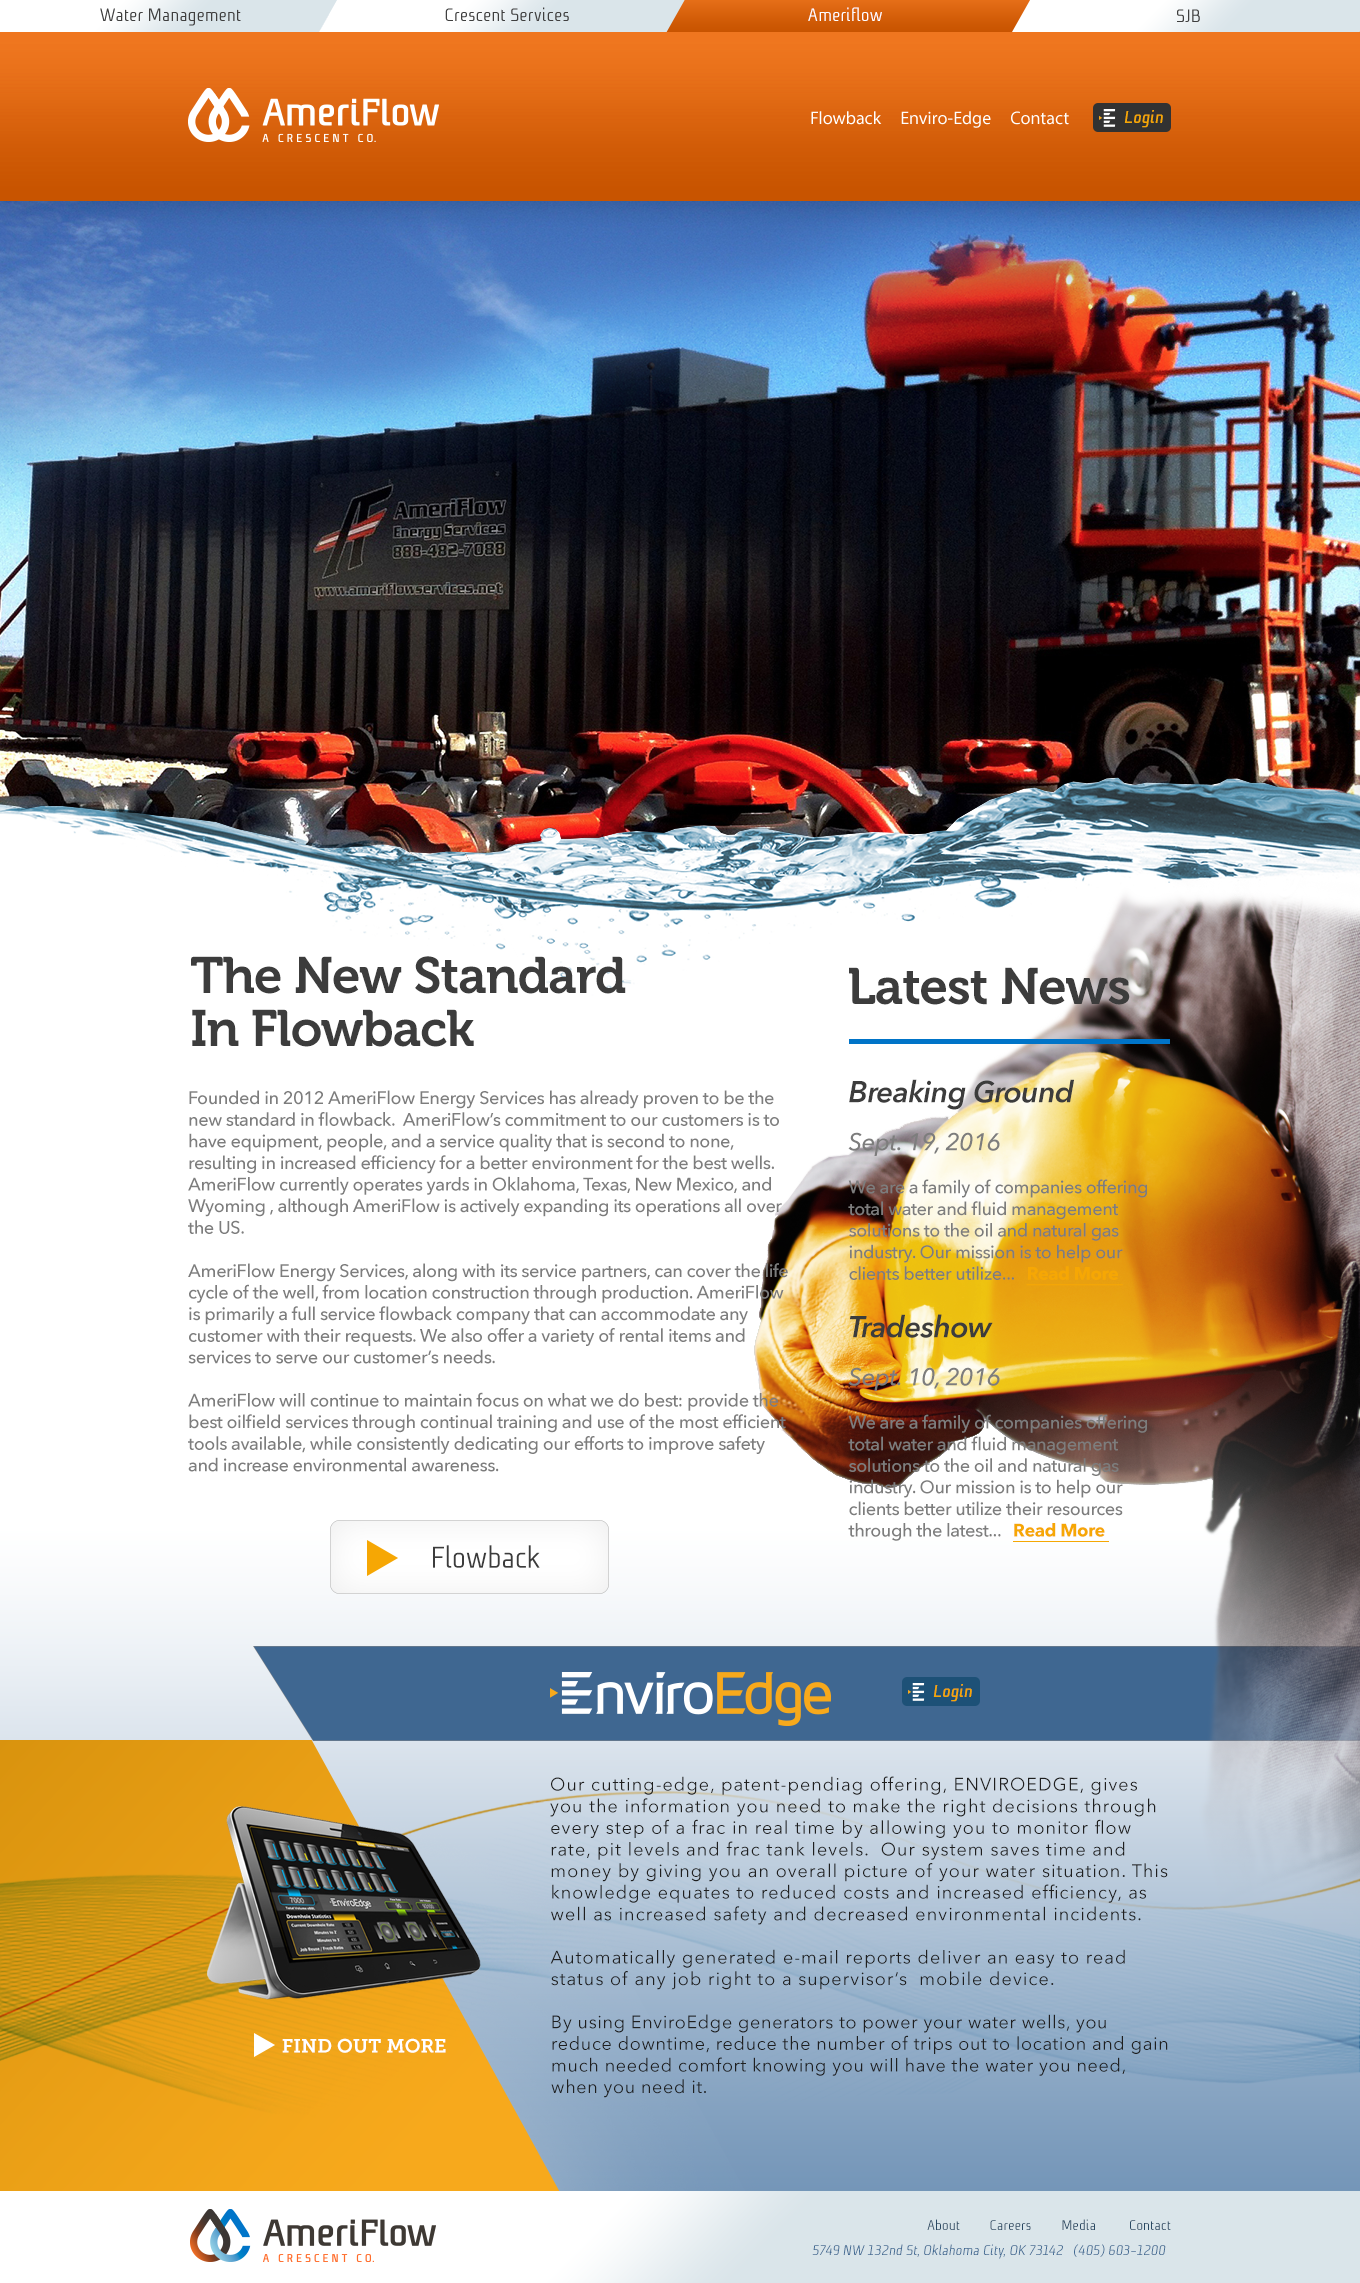 Water Management
Crescent Services
Ameriflow
SJB
AmeriFlow
A CRESCENT CO.
Flowback
Enviro-Edge
Contact
Login
AmeriFlow
Energy Services
888-482-7088
www.ameriflowservices.net
The New Standard
In Flowback
Founded in 2012 AmeriFlow Energy Services has already proven to be the
new standard in flowback.  AmeriFlow’s commitment to our customers is to
have equipment, people, and a service quality that is second to none,
resulting in increased efficiency for a better environment for the best wells.
AmeriFlow currently operates yards in Oklahoma, Texas, New Mexico, and
Wyoming , although AmeriFlow is actively expanding its operations all over
the US.
AmeriFlow Energy Services, along with its service partners, can cover the life
cycle of the well, from location construction through production. AmeriFlow
is primarily a full service flowback company that can accommodate any
customer with their requests. We also offer a variety of rental items and
services to serve our customer’s needs.
AmeriFlow will continue to maintain focus on what we do best: provide the
best oilfield services through continual training and use of the most efficient
tools available, while consistently dedicating our efforts to improve safety
and increase environmental awareness.
Flowback
Latest News
Breaking Ground
Sept. 19, 2016
We are a family of companies offering
total water and fluid management
solutions to the oil and natural gas
industry. Our mission is to help our
clients better utilize... Read More
Tradeshow
Sept. 10, 2016
We are a family of companies offering
total water and fluid management
solutions to the oil and natural gas
industry. Our mission is to help our
clients better utilize their resources
through the latest... Read More
EnviroEdge
Login
Our cutting-edge, patent-pendiag offering, ENVIROEDGE, gives
you the information you need to make the right decisions through
every step of a frac in real time by allowing you to monitor flow
rate, pit levels and frac tank levels.  Our system saves time and
money by giving you an overall picture of your water situation. This
knowledge equates to reduced costs and increased efficiency, as
well as increased safety and decreased environmental incidents.
Automatically generated e-mail reports deliver an easy to read
status of any job right to a supervisor’s  mobile device.
By using EnviroEdge generators to power your water wells, you
reduce downtime, reduce the number of trips out to location and gain
much needed comfort knowing you will have the water you need,
when you need it.
7000
EnviroEdge
Downhole Statistics
FIND OUT MORE
AmeriFlow
A CRESCENT CO.
About
Careers
Media
Contact
5749 NW 132nd St, Oklahoma City, OK 73142   (405) 603-1200